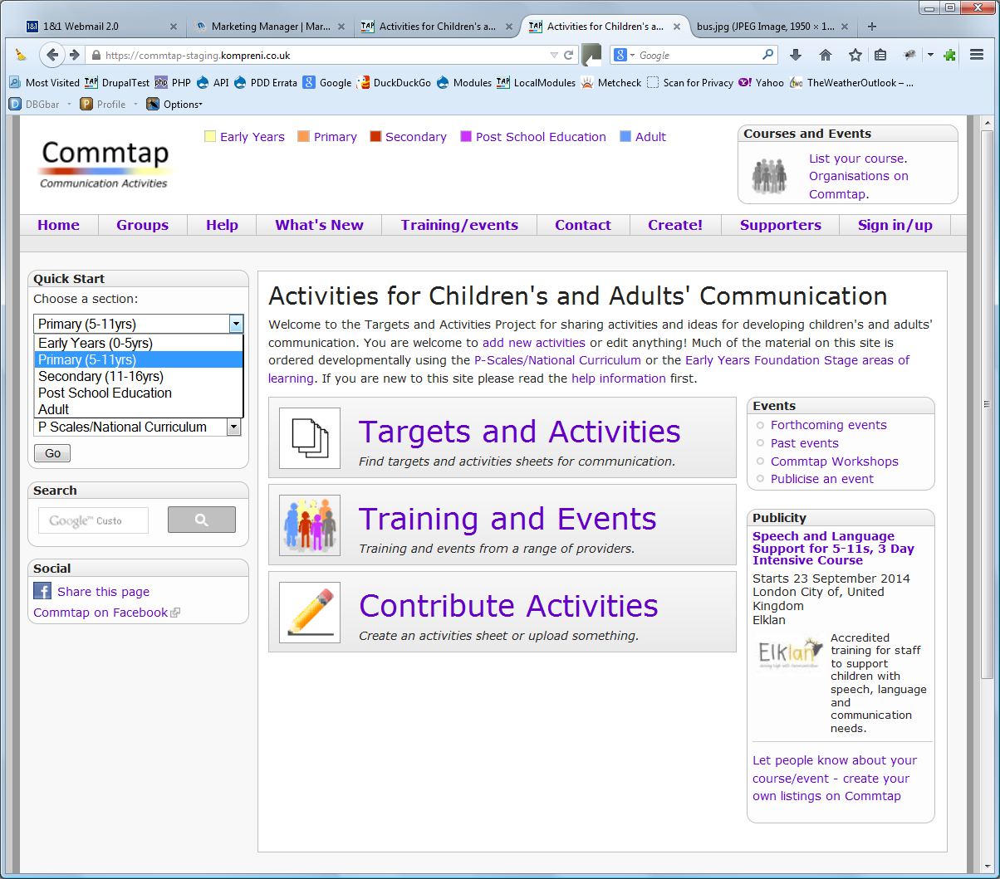 1&1 Webmail 2.0
Marketing Manager | Mar...
TAP Activities for Children's a...
TAP Activities for Children's a...
bus.jpg (JPEG Image, 1950 × 1...
https://commtap-staging.kompreni.co.uk
Google
Most Visited TAP DrupalTest php PHP API PDD Errata Google DuckDuckGo Modules TAP LocalModules Metcheck Scan for Privacy Yahoo two TheWeatherOutlook – ...
DBGbar Profile Options
Commtap
Communication Activities
Early Years Primary Secondary Post School Education Adult
Courses and Events
List your course.
Organisations on
Commtap.
Home Groups Help What's New Training/events Contact Create! Supporters Sign in/up
Quick Start
Choose a section:
Primary (5-11yrs)
Early Years (0-5yrs)
Primary (5-11yrs)
Secondary (11-16yrs)
Post School Education
Adult
P Scales/National Curriculum
Go
Search
Google™ Custo
Social
Share this page
Commtap on Facebook
Activities for Children's and Adults' Communication
Welcome to the Targets and Activities Project for sharing activities and ideas for developing children's and adults'
communication. You are welcome to add new activities or edit anything! Much of the material on this site is
ordered developmentally using the P-Scales/National Curriculum or the Early Years Foundation Stage areas of
learning. If you are new to this site please read the help information first.
Targets and Activities
Find targets and activities sheets for communication.
Training and Events
Training and events from a range of providers.
Contribute Activities
Create an activities sheet or upload something.
Events
Forthcoming events
Past events
Commtap Workshops
Publicise an event
Publicity
Speech and Language
Support for 5-11s, 3 Day
Intensive Course
Starts 23 September 2014
London City of, United
Kingdom
Elklan
Elklan
Accredited
training for staff
to support
children with
speech, language
and
communication
needs.
Let people know about your
course/event - create your
own listings on Commtap